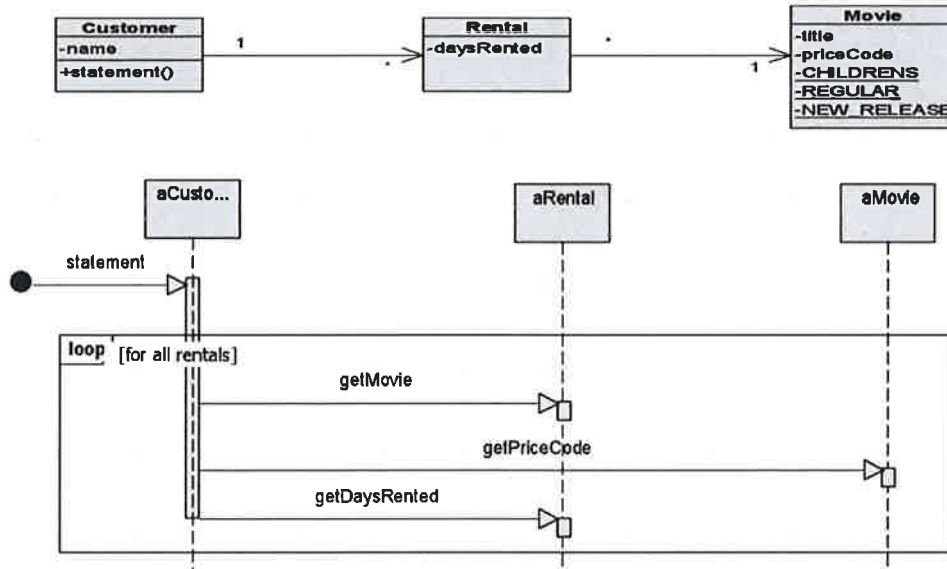 Customer
-name
+statement()
1
*
Rental
-daysRented
*
1
Movie
-title
-priceCode
-CHILDRENS
-REGULAR
-NEW_RELEASE
aCusto...
aRental
aMovie
statement
loop
[for all rentals]
getMovie
getPriceCode
getDaysRented